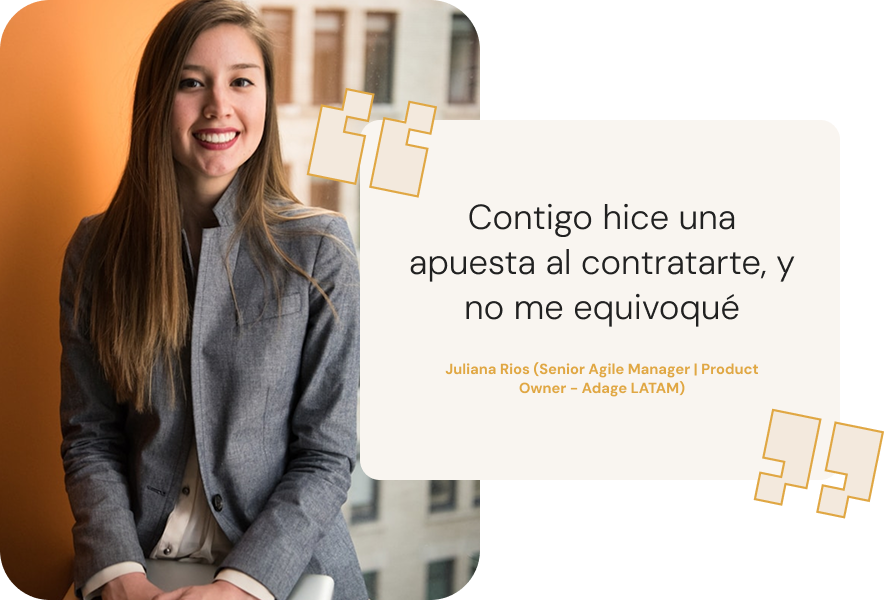 Contigo hice una
apuesta al contratarte, y
no me equivoqué
Juliana Rios (Senior Agile Manager | Product
Owner - Adage LATAM)